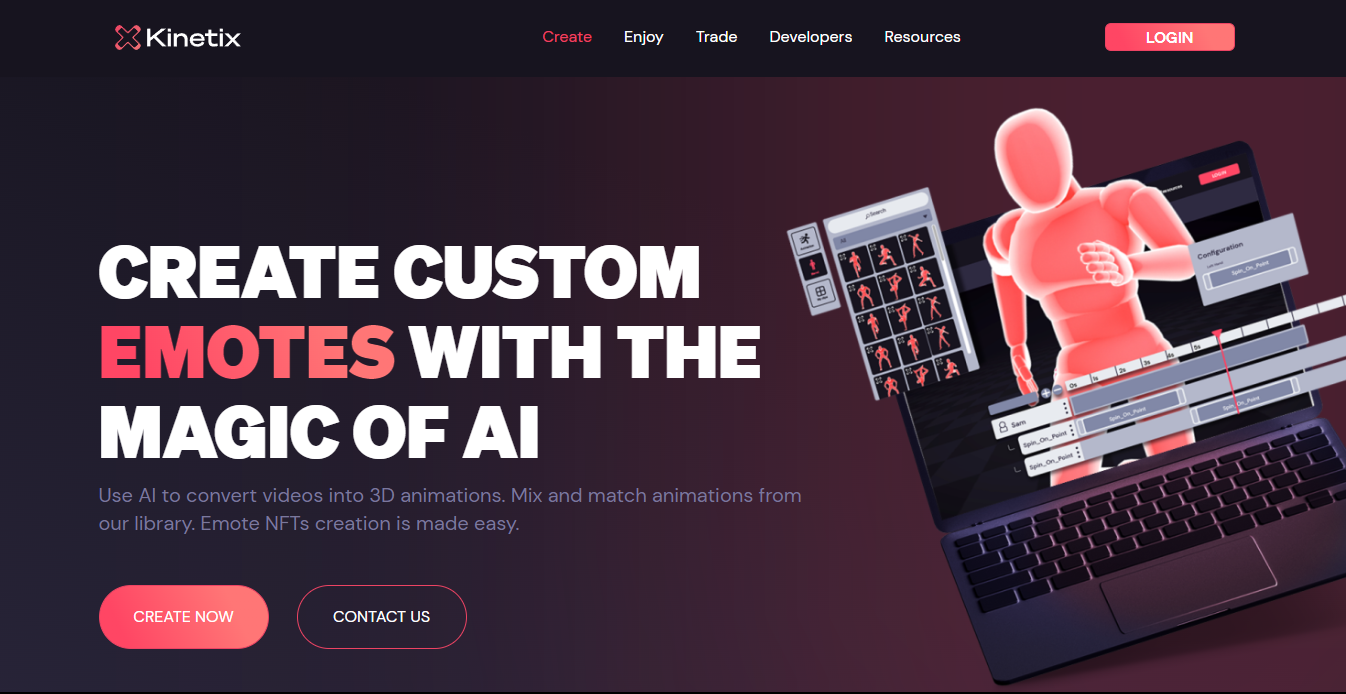 Kinetix
Create Enjoy Trade Developers Resources
LOGIN
CREATE CUSTOM
EMOTES WITH THE
MAGIC OF AI
Use AI to convert videos into 3D animations. Mix and match animations from
our library. Emote NFTs creation is made easy.
CREATE NOW CONTACT US
Search
All
LOGIN
Configuration
Spin_On_Point
0s 1s 2s 3s 4s 5s
Sam
Spin_On_Point Spin_On_Point Spin_On_Point
Spin_On_Point